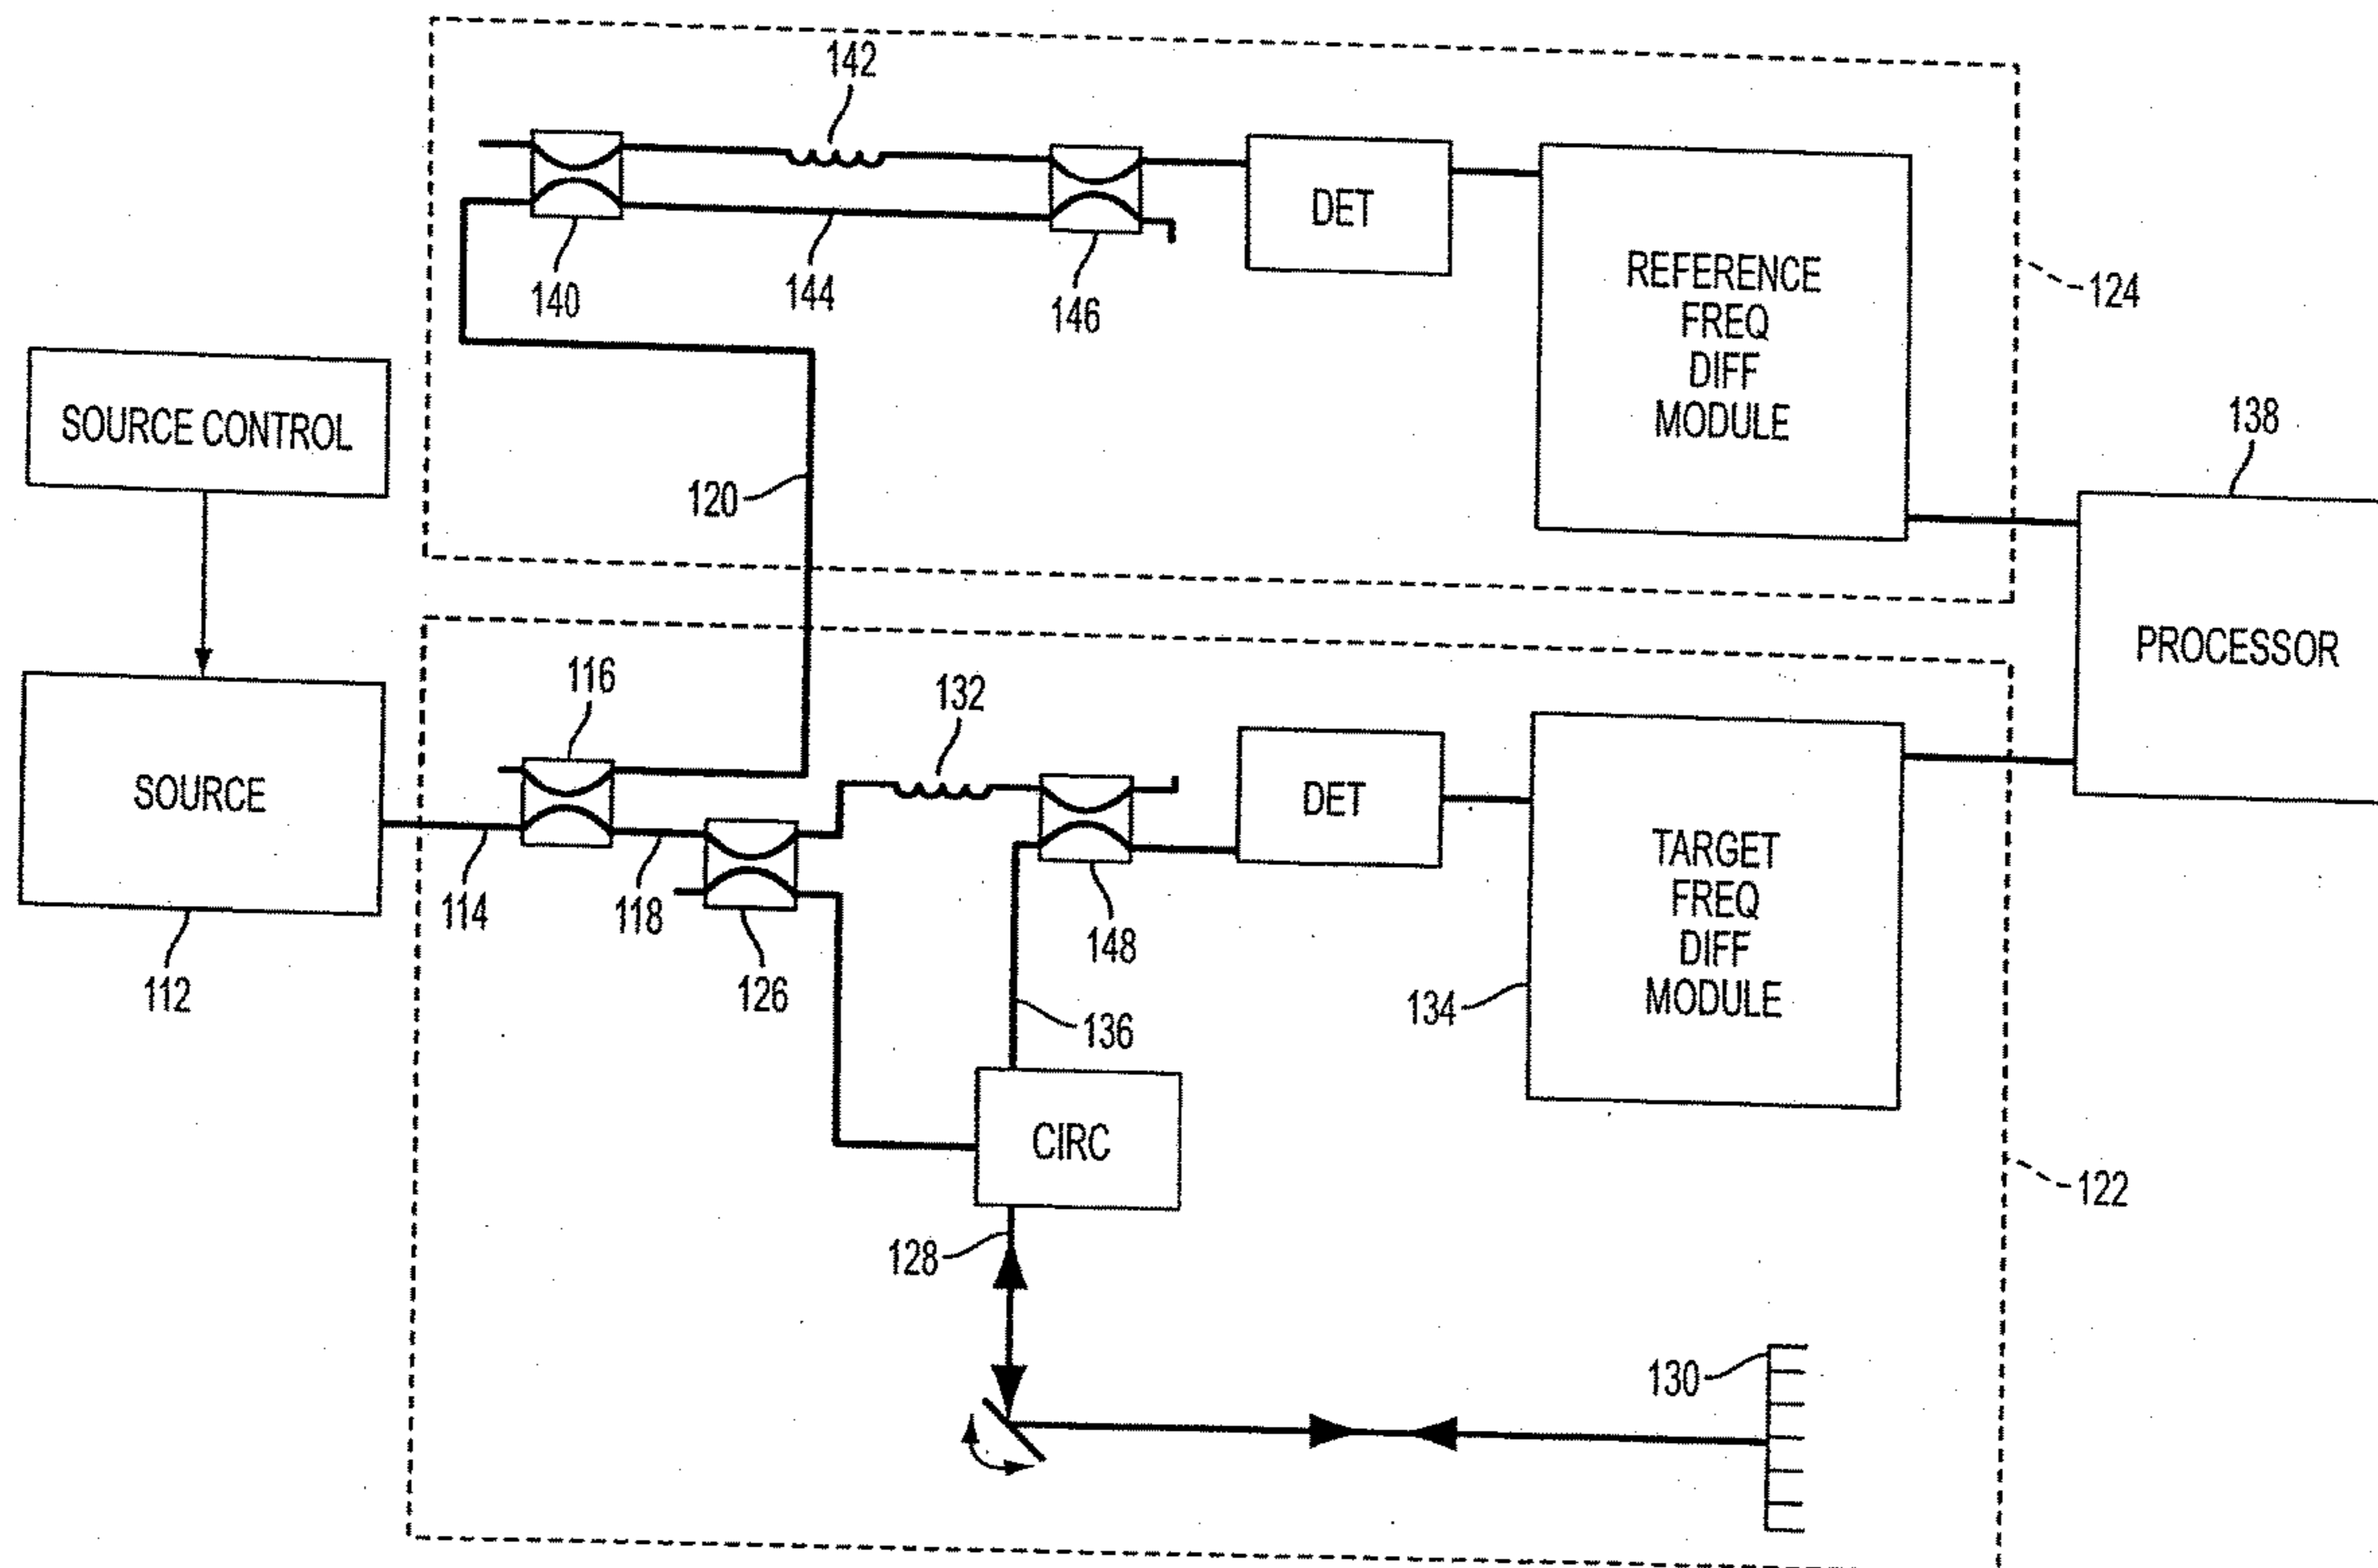 142
DET
REFERENCE
FREQ
DIFF
MODULE
140
144
146
124
SOURCE CONTROL
120
138
PROCESSOR
116
132
SOURCE
DET
TARGET
FREQ
DIFF
MODULE
114
118
126
148
112
134
136
CIRC
122
128
130